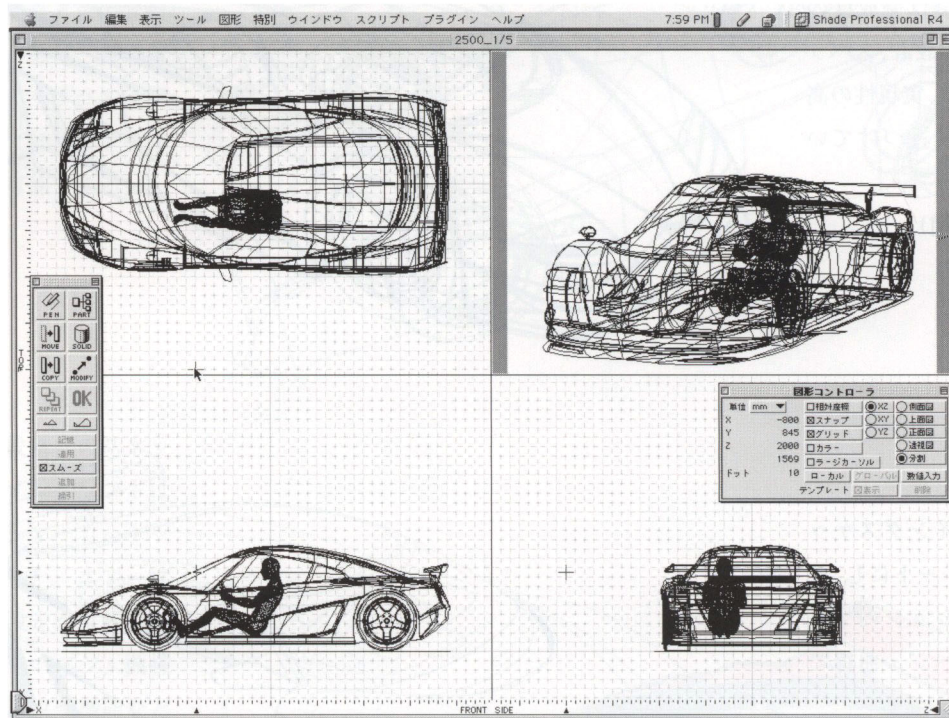 ファイル 編集 表示 ツール 図形 特別 ウインドウ スクリプト プラグイン ヘルプ 7:59 PM Shade Professional R4
2500_1/5
Z
PEN PART
MOVE SOLID
COPY MODIFY
REPEAT OK
記憶
適用
スムーズ
追加
線引
TOP
図形コントローラ
単位 mm 相対座標 XZ 側面図
X -800 スナップ XY 上面図
Y 845 グリッド YZ 正面図
Z 2000 カラー 透視図
1569 ラージカーソル 分割
ドット 10 ローカル グローバル 数値入力
テンプレート 表示 削除
X FRONT SIDE Z